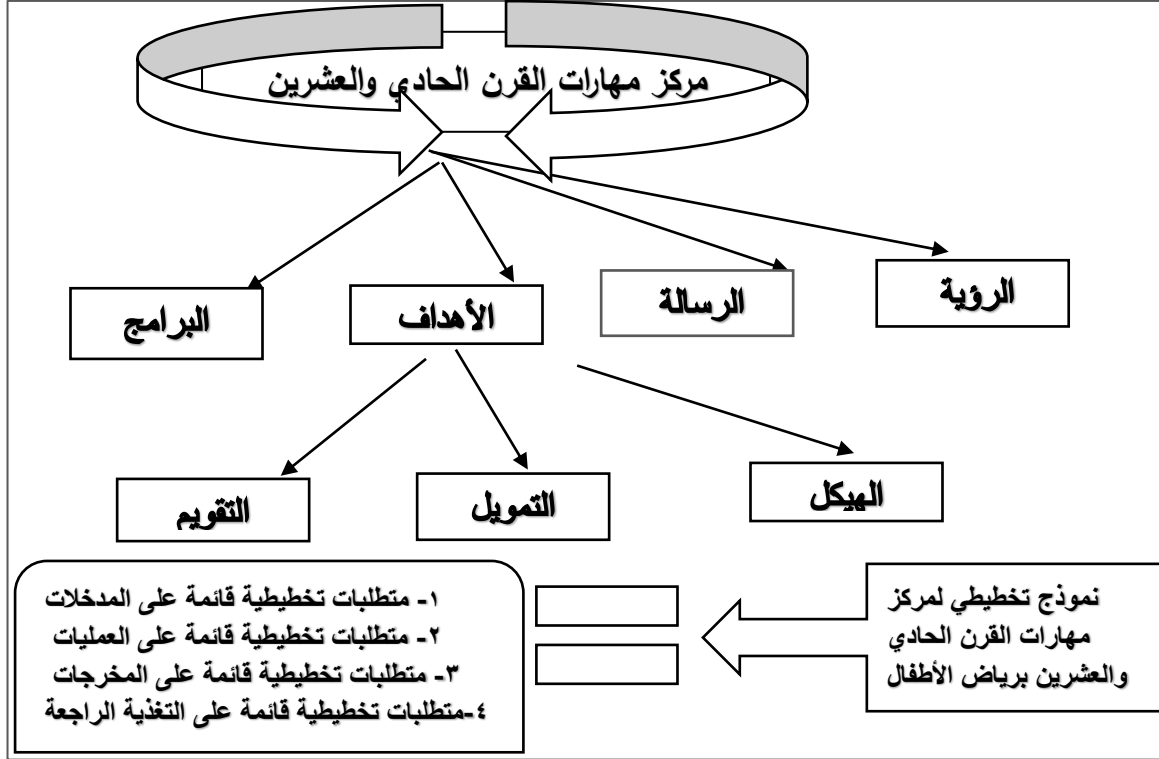 مركز مهارات القرن الحادي والعشرين
الرؤية
الرسالة
الأهداف
البرامج
الهيكل
التمويل
التقويم
نموذج تخطيطي لمركز
مهارات القرن الحادي
والعشرين برياض الأطفال
١- متطلبات تخطيطية قائمة على المدخلات
٢- متطلبات تخطيطية قائمة على العمليات
٣- متطلبات تخطيطية قائمة على المخرجات
٤-متطلبات تخطيطية قائمة على التغذية الراجعة